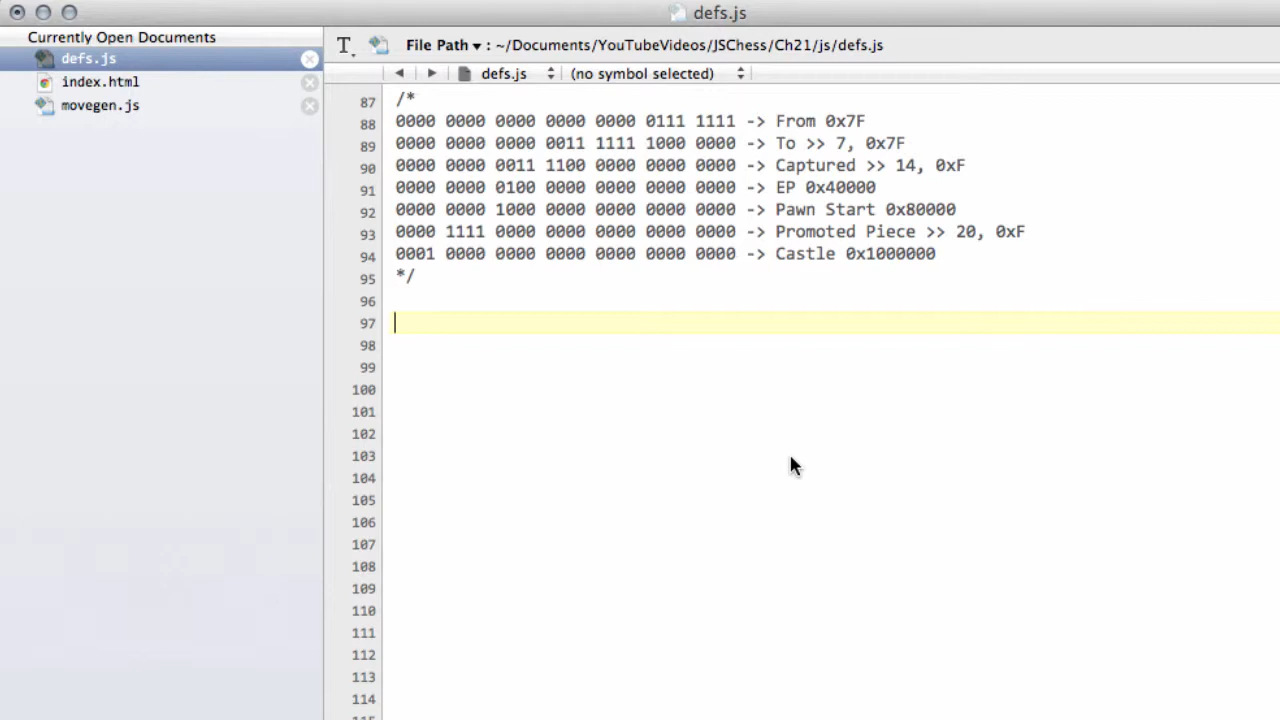 defs.js
Currently Open Documents
defs.js
index.html
movegen.js
T
File Path ▾ : ~/Documents/YouTubeVideos/JSChess/Ch21/js/defs.js
defs.js (no symbol selected)
87 /*
88 0000 0000 0000 0000 0000 0111 1111 -> From 0x7F
89 0000 0000 0000 0011 1111 1000 0000 -> To >> 7, 0x7F
90 0000 0000 0011 1100 0000 0000 0000 -> Captured >> 14, 0xF
91 0000 0000 0100 0000 0000 0000 0000 -> EP 0x40000
92 0000 0000 1000 0000 0000 0000 0000 -> Pawn Start 0x80000
93 0000 1111 0000 0000 0000 0000 0000 -> Promoted Piece >> 20, 0xF
94 0001 0000 0000 0000 0000 0000 0000 -> Castle 0x1000000
95 */
96
97
98
99
100
101
102
103
104
105
106
107
108
109
110
111
112
113
114